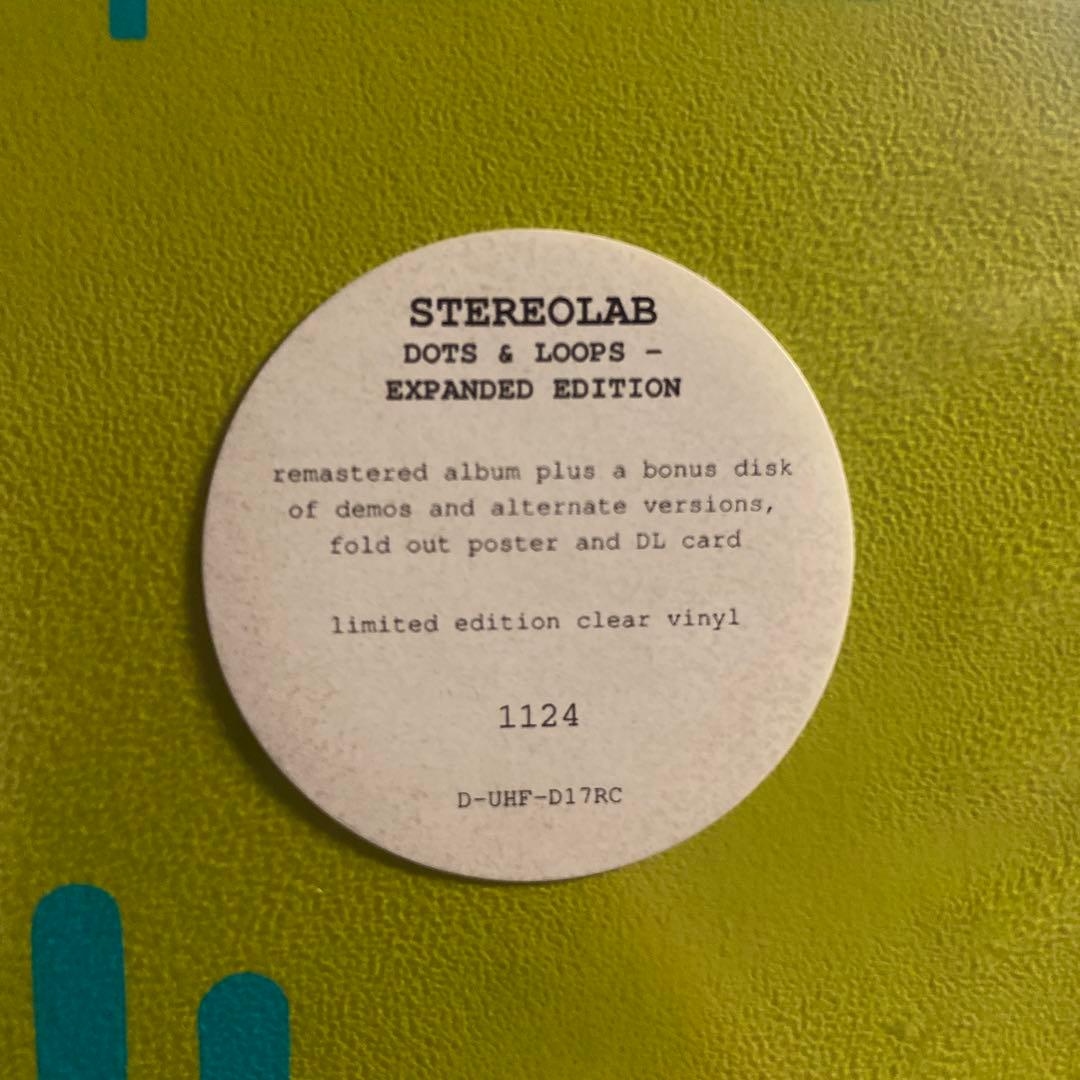 STEREOLAB
DOTS & LOOPS –
EXPANDED EDITION
remastered album plus a bonus disk
of demos and alternate versions,
fold out poster and DL card
limited edition clear vinyl
1124
D-UHF-D17RC